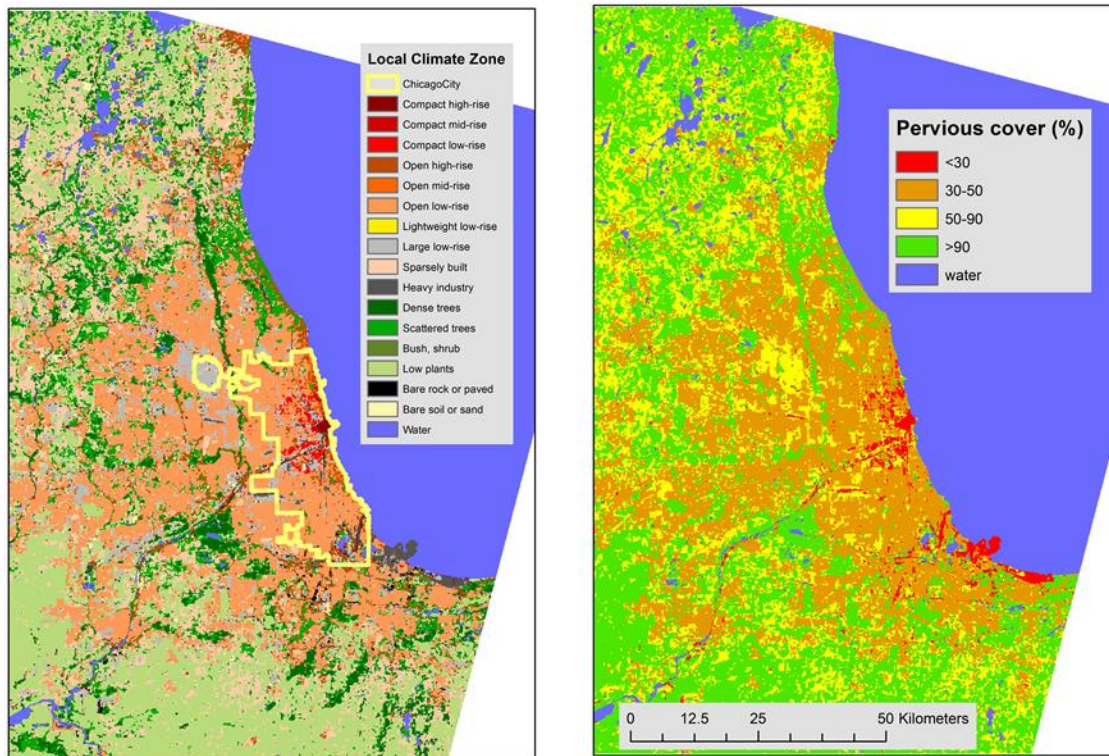 Local Climate Zone
ChicagoCity
Compact high-rise
Compact mid-rise
Compact low-rise
Open high-rise
Open mid-rise
Open low-rise
Lightweight low-rise
Large low-rise
Sparsely built
Heavy industry
Dense trees
Scattered trees
Bush, shrub
Low plants
Bare rock or paved
Bare soil or sand
Water
Pervious cover (%)
<30
30-50
50-90
>90
water
0 12.5 25 50 Kilometers